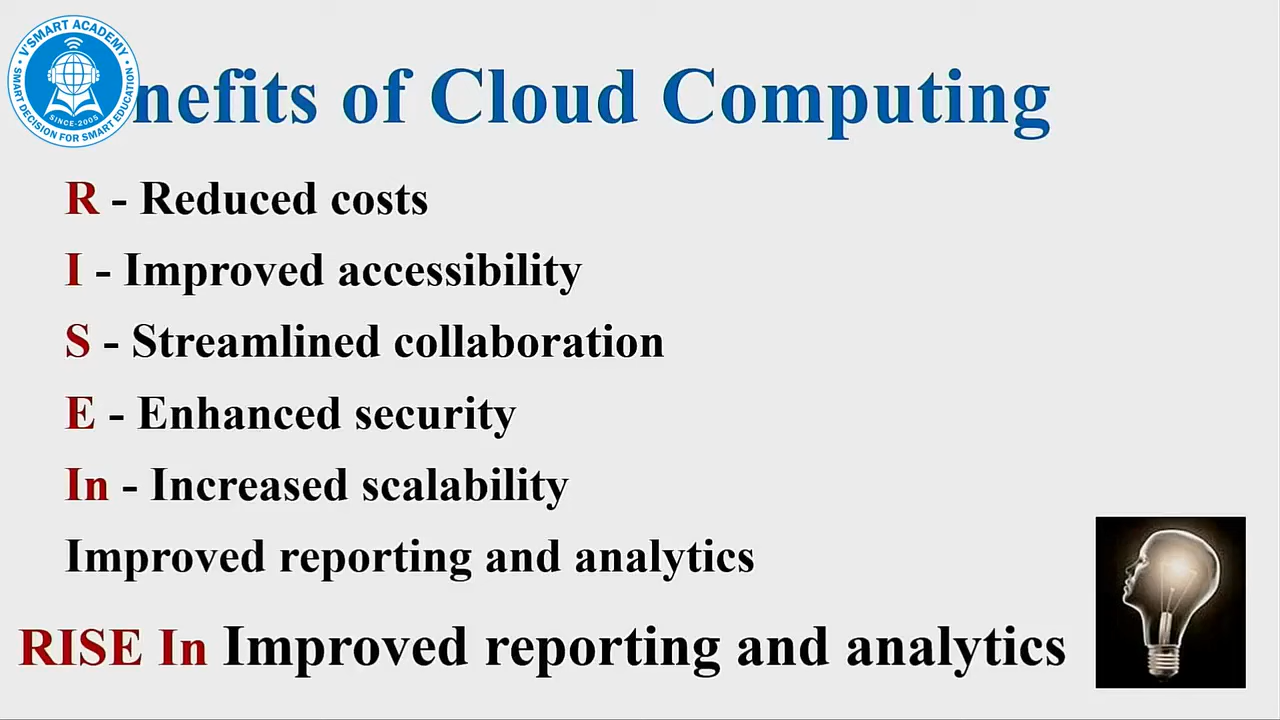 V'SMART ACADEMY
SMART DECISION FOR SMART EDUCATION
SINCE-2005
nefits of Cloud Computing
R - Reduced costs
I - Improved accessibility
S - Streamlined collaboration
E - Enhanced security
In - Increased scalability
Improved reporting and analytics
RISE In Improved reporting and analytics